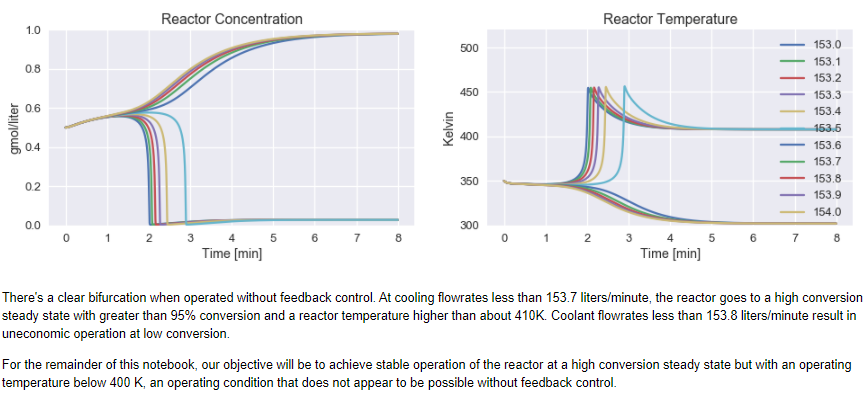 Reactor Concentration
1.0
0.8
0.6
0.4
0.2
0.0
gmol/liter
0 1 2 3 4 5 6 7 8
Time [min]
Reactor Temperature
500
450
400
350
300
Kelvin
153.0
153.1
153.2
153.3
153.4
153.5
153.6
153.7
153.8
153.9
154.0
0 1 2 3 4 5 6 7 8
Time [min]
There's a clear bifurcation when operated without feedback control. At cooling flowrates less than 153.7 liters/minute, the reactor goes to a high conversion
steady state with greater than 95% conversion and a reactor temperature higher than about 410K. Coolant flowrates less than 153.8 liters/minute result in
uneconomic operation at low conversion.
For the remainder of this notebook, our objective will be to achieve stable operation of the reactor at a high conversion steady state but with an operating
temperature below 400 K, an operating condition that does not appear to be possible without feedback control.